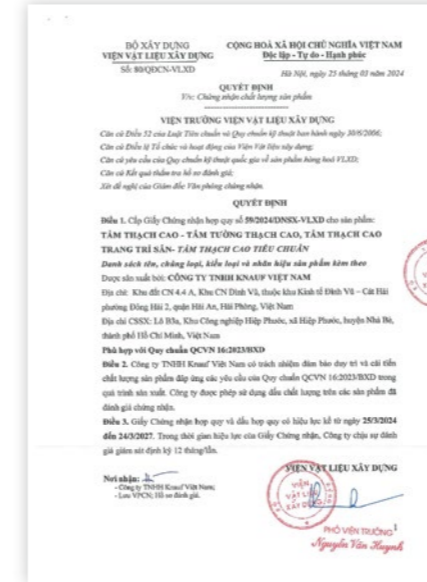 BỘ XÂY DỰNG
VIỆN VẬT LIỆU XÂY DỰNG
Số: 80/QĐCN-VLXD
CỘNG HOÀ XÃ HỘI CHỦ NGHĨA VIỆT NAM
Độc lập - Tự do - Hạnh phúc
Hà Nội, ngày 25 tháng 03 năm 2024
QUYẾT ĐỊNH
V/v: Chứng nhận chất lượng sản phẩm
VIỆN TRƯỞNG VIỆN VẬT LIỆU XÂY DỰNG
Căn cứ Điều 52 của Luật Tiêu chuẩn và Quy chuẩn kỹ thuật ban hành ngày 30/6/2006;
Căn cứ Điều lệ Tổ chức và hoạt động của Viện Vật liệu xây dựng;
Căn cứ yêu cầu của Quy chuẩn kỹ thuật quốc gia về sản phẩm hàng hoá VLXD;
Căn cứ Kết quả thẩm tra hồ sơ đánh giá;
Xét đề nghị của Giám đốc Văn phòng chứng nhận.
QUYẾT ĐỊNH
Điều 1. Cấp Giấy Chứng nhận hợp quy số 59/2024/DNSX-VLXD cho sản phẩm:
TẤM THẠCH CAO - TẤM TƯỜNG THẠCH CAO, TẤM THẠCH CAO
TRANG TRÍ SẴN- TẤM THẠCH CAO TIÊU CHUẨN
Danh sách tên, chủng loại, kiểu loại và nhãn hiệu sản phẩm kèm theo
Được sản xuất bởi: CÔNG TY TNHH KNAUF VIỆT NAM
Địa chỉ: Khu đất CN 4.4 A, Khu CN Đình Vũ, thuộc khu Kinh tế Đình Vũ – Cát Hải
phường Đông Hải 2, quận Hải An, Hải Phòng, Việt Nam
Địa chỉ CSSX: Lô B3a, Khu Công nghiệp Hiệp Phước, xã Hiệp Phước, huyện Nhà Bè,
thành phố Hồ Chí Minh, Việt Nam
Phù hợp với Quy chuẩn QCVN 16:2023/BXD
Điều 2. Công ty TNHH Knauf Việt Nam có trách nhiệm đảm bảo duy trì và cải tiến
chất lượng sản phẩm đáp ứng các yêu cầu của Quy chuẩn QCVN 16:2023/BXD trong
quá trình sản xuất. Công ty được phép sử dụng dấu chất lượng trên các sản phẩm đã
đánh giá chứng nhận.
Điều 3. Giấy Chứng nhận hợp quy và dấu hợp quy có hiệu lực kể từ ngày 25/3/2024
đến 24/3/2027. Trong thời gian hiệu lực của Giấy Chứng nhận, Công ty chịu sự đánh
giá giám sát định kỳ 12 tháng/lần.
Nơi nhận:
- Công ty TNHH Knauf Việt Nam;
- Lưu VPCN; Hồ sơ đánh giá.
VIỆN VẬT LIỆU XÂY DỰNG
VIỆN
VẬT LIỆU
XÂY DỰNG
PHÓ VIỆN TRƯỞNG
1
Nguyễn Văn Huynh